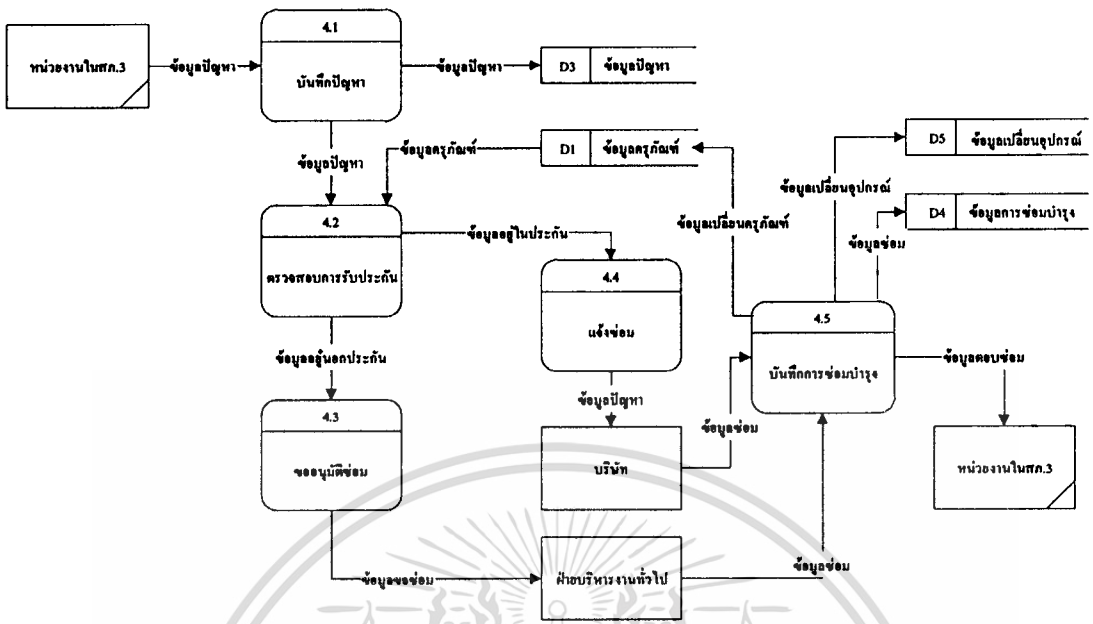 4.1
หน่วยงานในสก.3
ข้อมูลปัญหา
บันทึกปัญหา
ข้อมูลปัญหา
D3 ข้อมูลปัญหา
ข้อมูลปัญหา
ข้อมูลครุภัณฑ์
D1 ข้อมูลครุภัณฑ์
D5 ข้อมูลเปลี่ยนอุปกรณ์
ข้อมูลเปลี่ยนอุปกรณ์
4.2
ตรวจสอบการรับประกัน
ข้อมูลอยู่ในประกัน
ข้อมูลเปลี่ยนครุภัณฑ์
D4 ข้อมูลการซ่อมบำรุง
ข้อมูลซ่อม
4.4
แจ้งซ่อม
4.5
บันทึกการซ่อมบำรุง
ข้อมูลอยู่นอกประกัน
ข้อมูลตอบซ่อม
ข้อมูลปัญหา
4.3
ขออนุมัติซ่อม
ข้อมูลซ่อม
บริษัท
หน่วยงานในสก.3
ข้อมูลขอซ่อม
ฝ่ายบริหารงานทั่วไป
ข้อมูลซ่อม